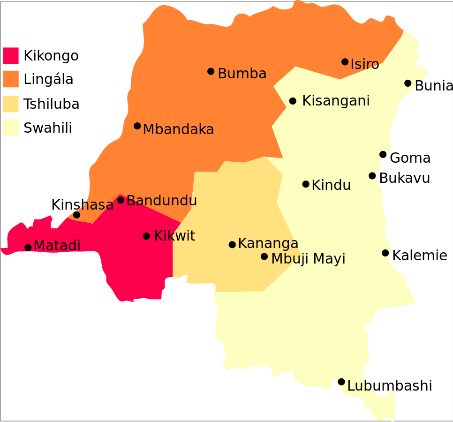 Kikongo
Lingála
Tshiluba
Swahili
Isiro
Bumba
Bunia
Kisangani
Mbandaka
Goma
Bukavu
Kindu
Bandundu
Kinshasa
Kikwit
Matadi
Kananga
Mbuji Mayi
Kalemie
Lubumbashi